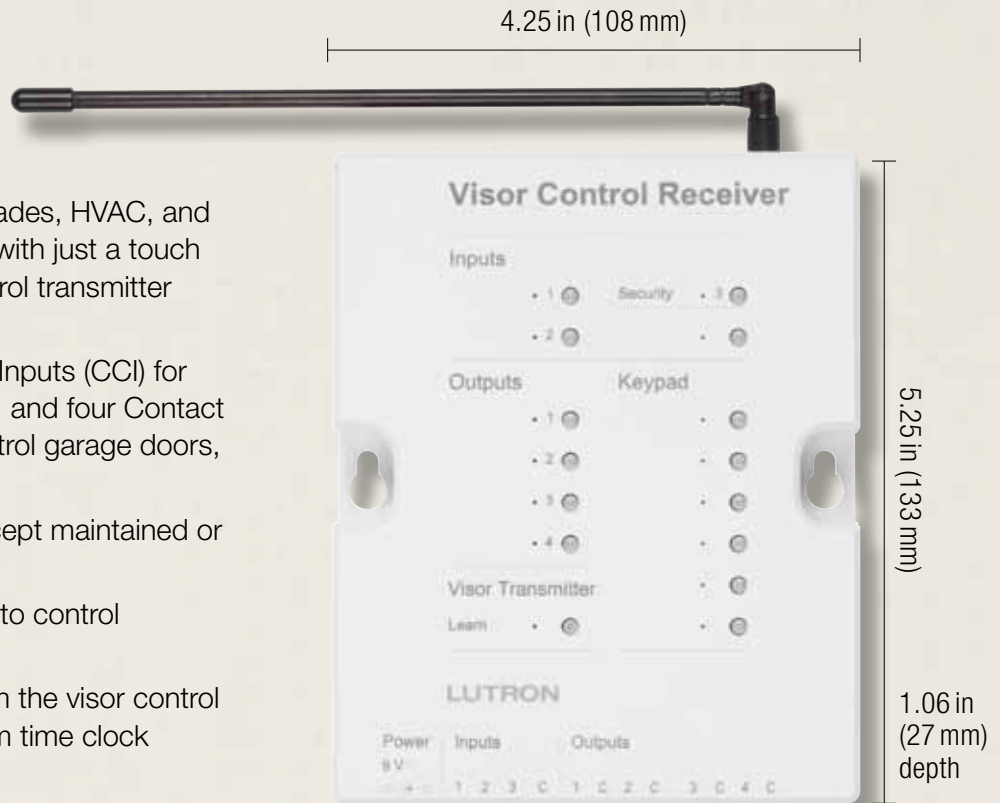 4.25 in (108 mm)
ades, HVAC, and
with just a touch
rol transmitter
Inputs (CCI) for
and four Contact
trol garage doors,
cept maintained or
to control
n the visor control
m time clock
Visor Control Receiver
Inputs
1 Security 3
2
Outputs Keypad
1
2
3
4
Visor Transmitter
Learn
LUTRON
Power Inputs Outputs
9 V
1 2 3 C 1 C 2 C 3 C 4 C
5.25 in (133 mm)
1.06 in
(27 mm)
depth